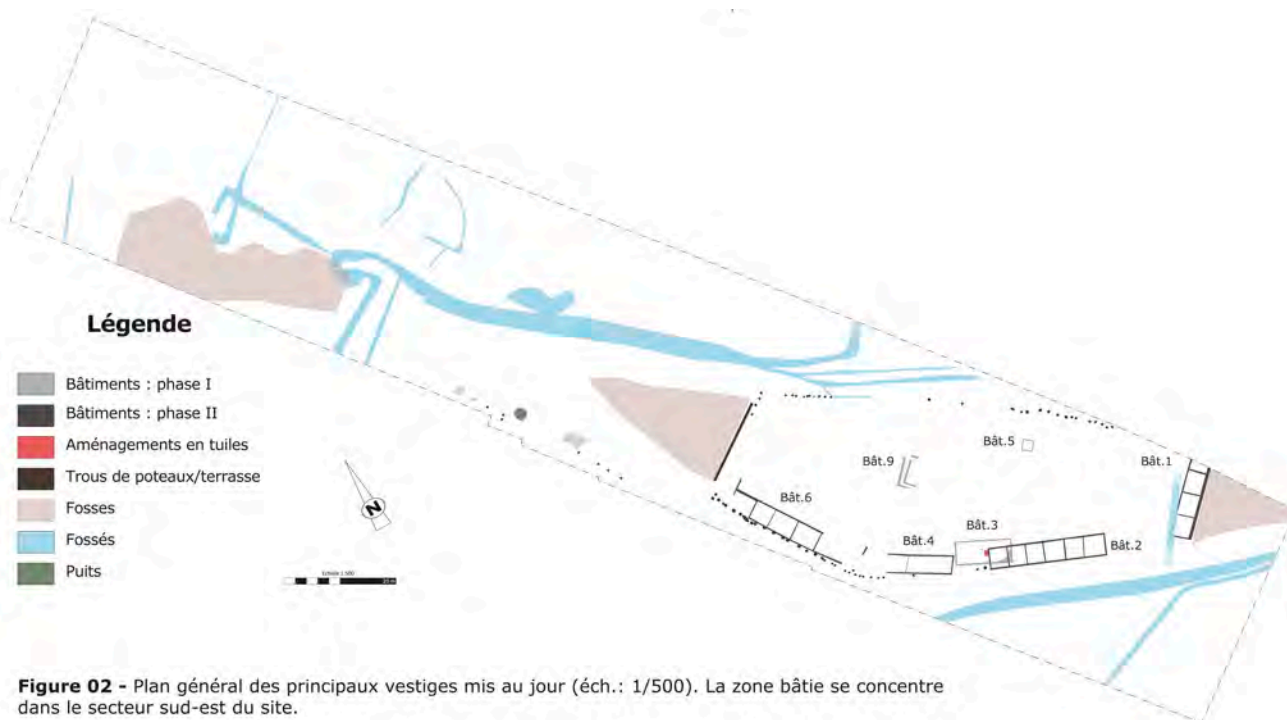 Légende
Bâtiments : phase I
Bâtiments : phase II
Aménagements en tuiles
Trous de poteaux/terrasse
Fosses
Fossés
Puits
N
Bât.1
Bât.5
Bât.9
Bât.6
Bât.3
Bât.4
Bât.2
Figure 02 - Plan général des principaux vestiges mis au jour (éch.: 1/500). La zone bâtie se concentre
dans le secteur sud-est du site.